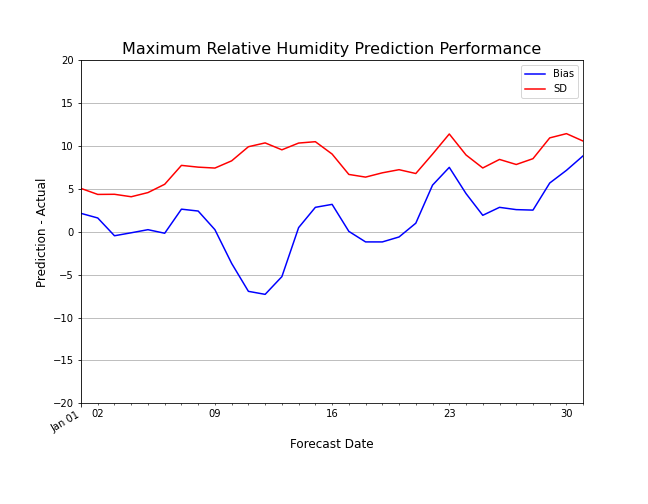 Maximum Relative Humidity Prediction Performance
Bias
SD
20
15
10
5
0
−5
−10
−15
−20
Prediction - Actual
Jan 01
02
09
16
23
30
Forecast Date